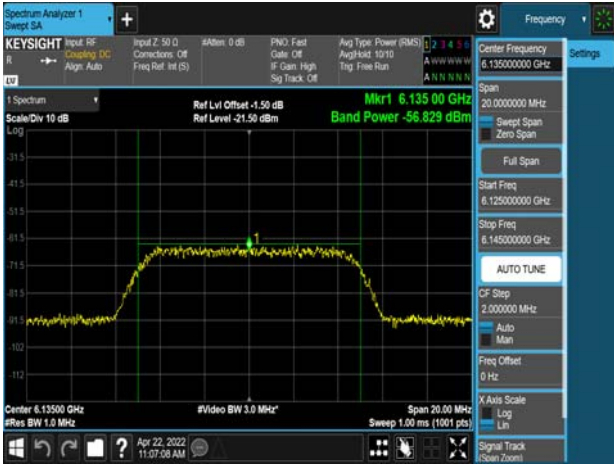 Spectrum Analyzer 1
Swept SA
+
Frequency
KEYSIGHT
R
Input: RF
Coupling: DC
Align: Auto
Input Z: 50 Ω
Corrections: Off
Freq Ref: Int (S)
#Atten: 0 dB
PNO: Fast
Gate: Off
IF Gain: High
Sig Track: Off
Avg Type: Power (RMS)
Avg|Hold: 10/10
Trig: Free Run
1 2 3 4 5 6
A W W W W W
A N N N N N
LV
1 Spectrum
Scale/Div 10 dB
Log
Ref Lvl Offset -1.50 dB
Ref Level -21.50 dBm
Mkr1 6.135 00 GHz
Band Power -56.829 dBm
-31.5
-41.5
-51.5
-61.5
-71.5
-81.5
-91.5
-102
-112
1
Center 6.13500 GHz
#Res BW 1.0 MHz
#Video BW 3.0 MHz*
Span 20.00 MHz
Sweep 1.00 ms (1001 pts)
?
Apr 22, 2022
11:07:08 AM
Center Frequency
6.135000000 GHz
Settings
Span
20.0000000 MHz
Swept Span
Zero Span
Full Span
Start Freq
6.125000000 GHz
Stop Freq
6.145000000 GHz
AUTO TUNE
CF Step
2.000000 MHz
Auto
Man
Freq Offset
0 Hz
X Axis Scale
Log
Lin
Signal Track
(Span Zoom)